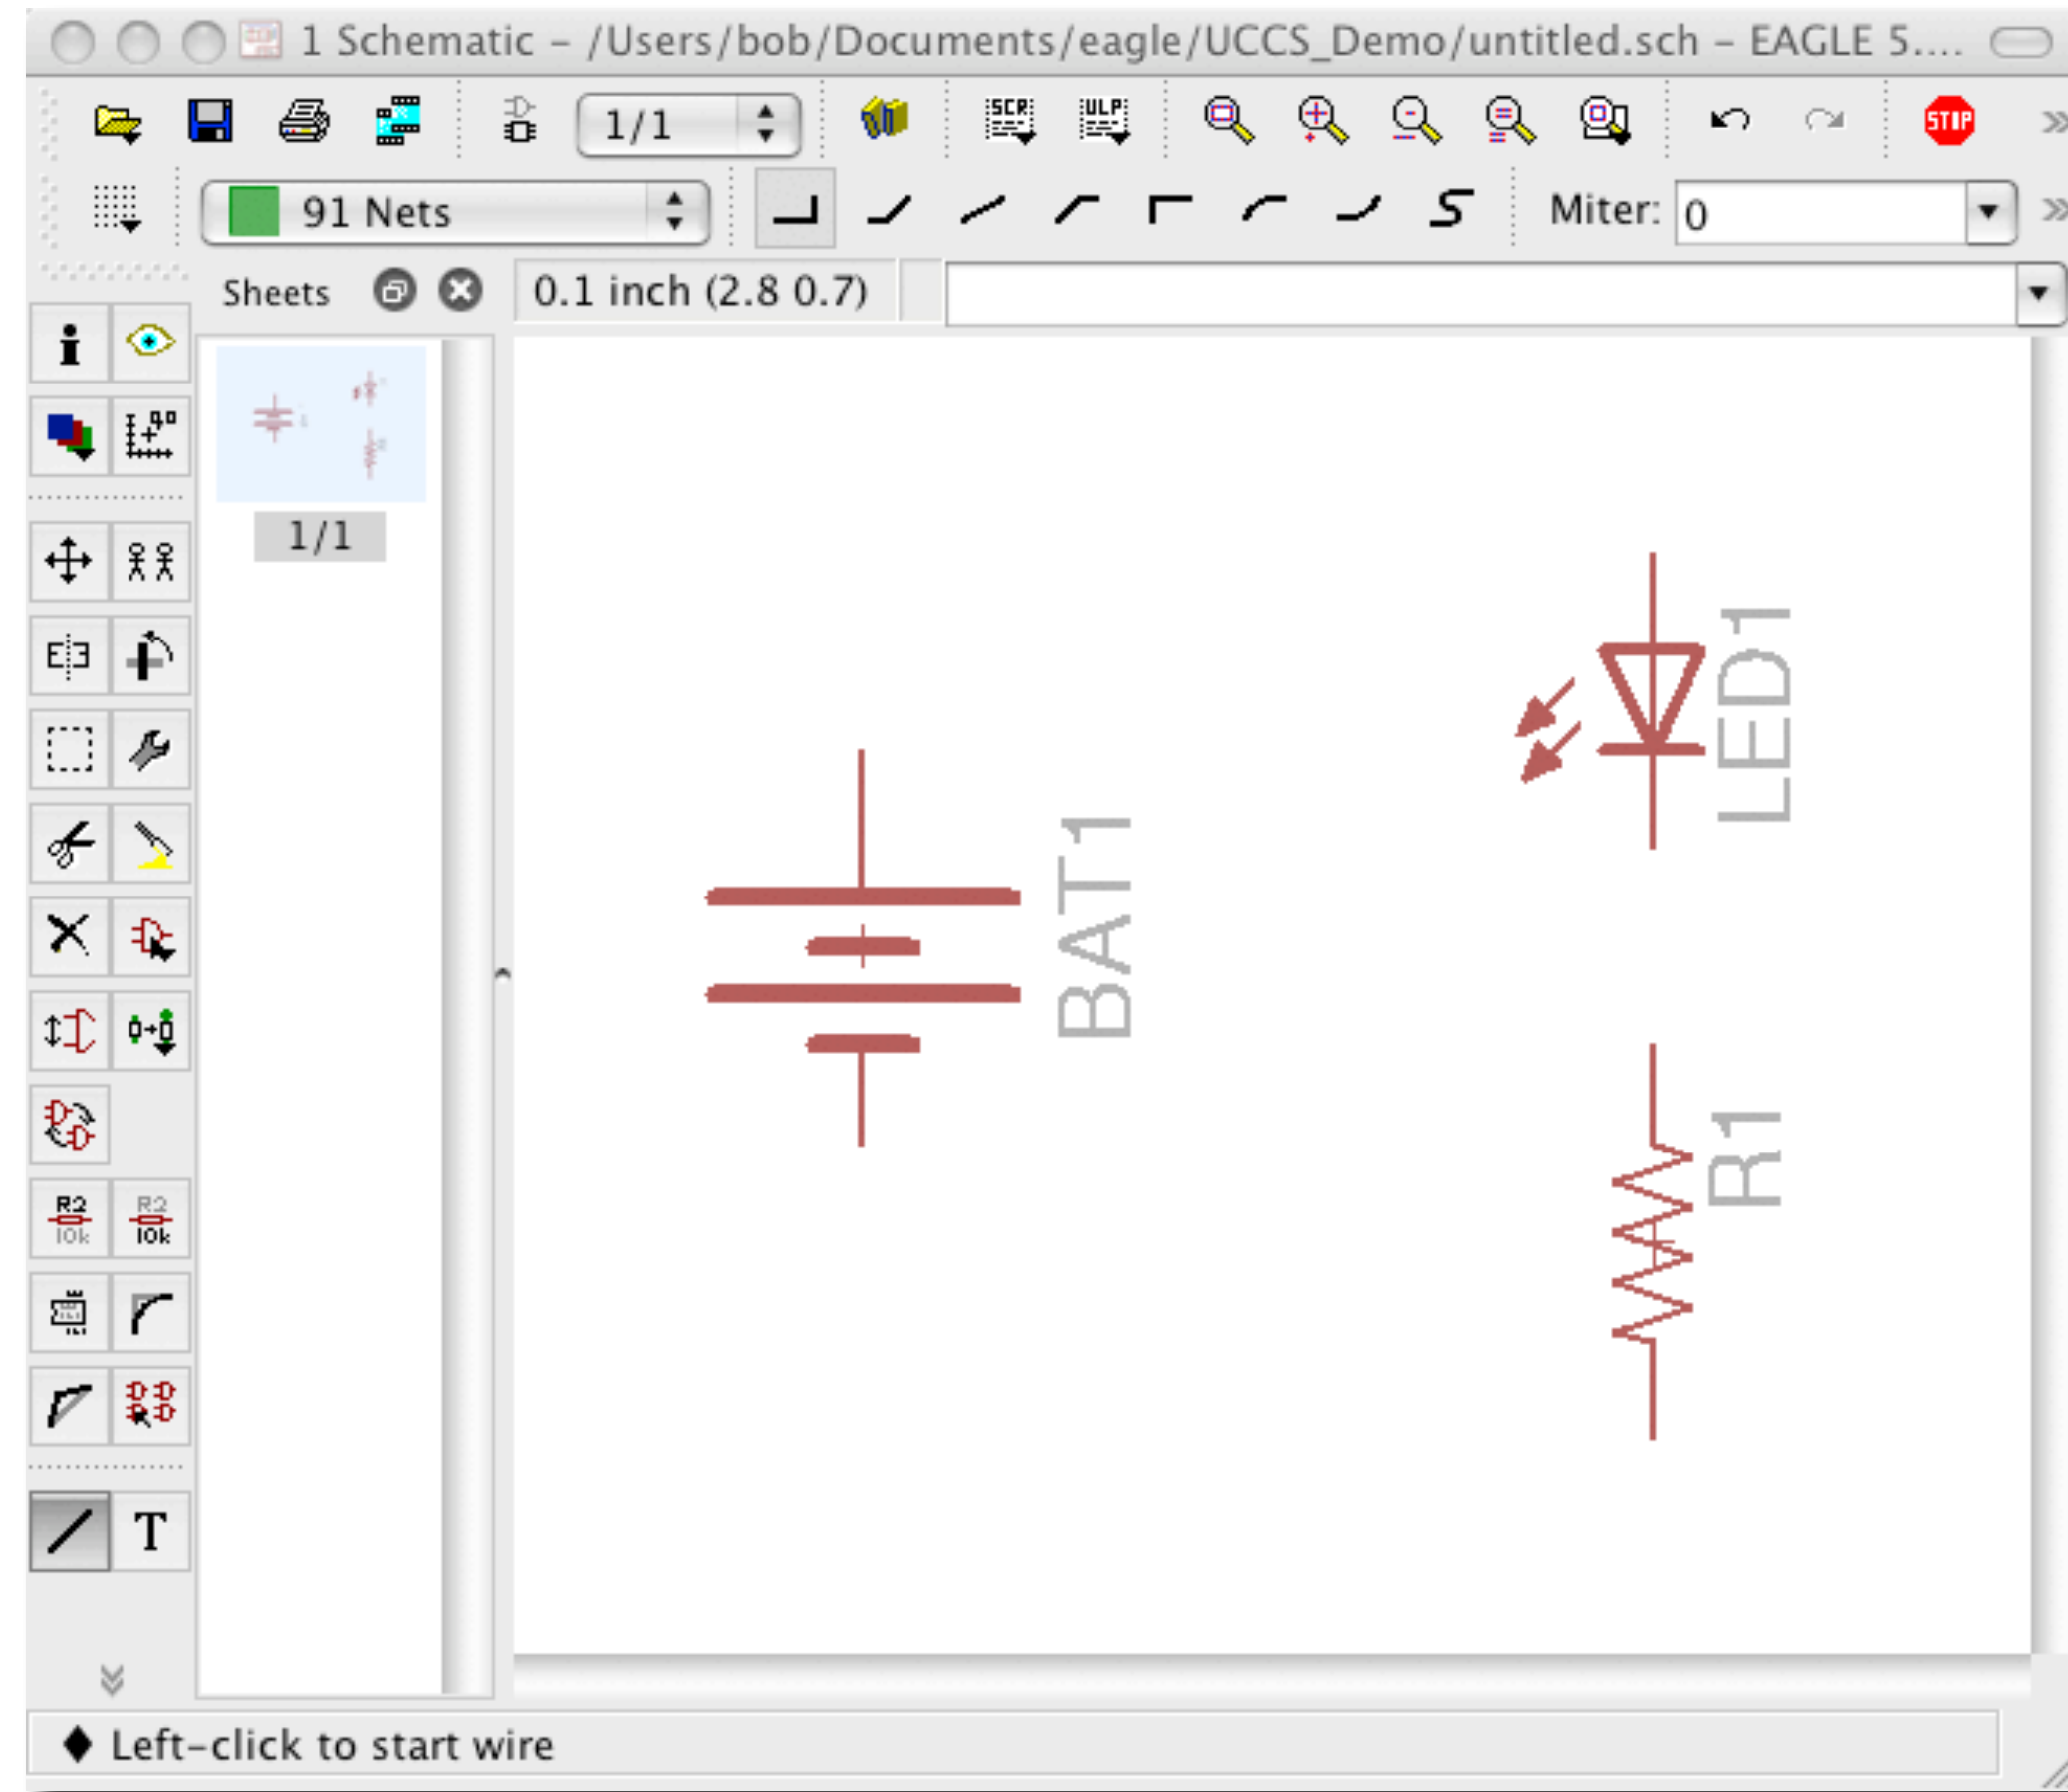 1 Schematic – /Users/bob/Documents/eagle/UCCS_Demo/untitled.sch – EAGLE 5....
1/1
SCR
ULP
STOP
91 Nets
Miter: 0
Sheets
0.1 inch (2.8 0.7)
1/1
LED1
BAT1
R1
R2
10k
R2
10k
T
Left-click to start wire